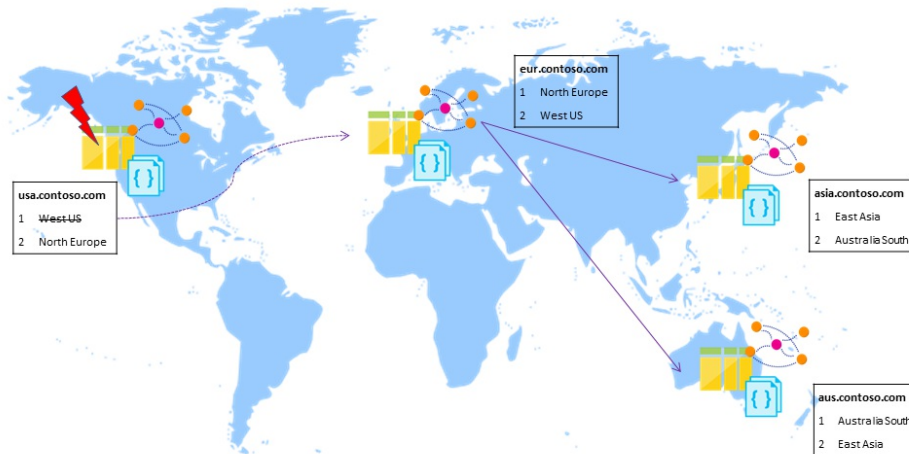 eur.contoso.com
1 North Europe
2 West US
usa.contoso.com
1 West US
2 North Europe
asia.contoso.com
1 East Asia
2 Australia South
aus.contoso.com
1 Australia South
2 East Asia
{ }
{ }
{ }
{ }